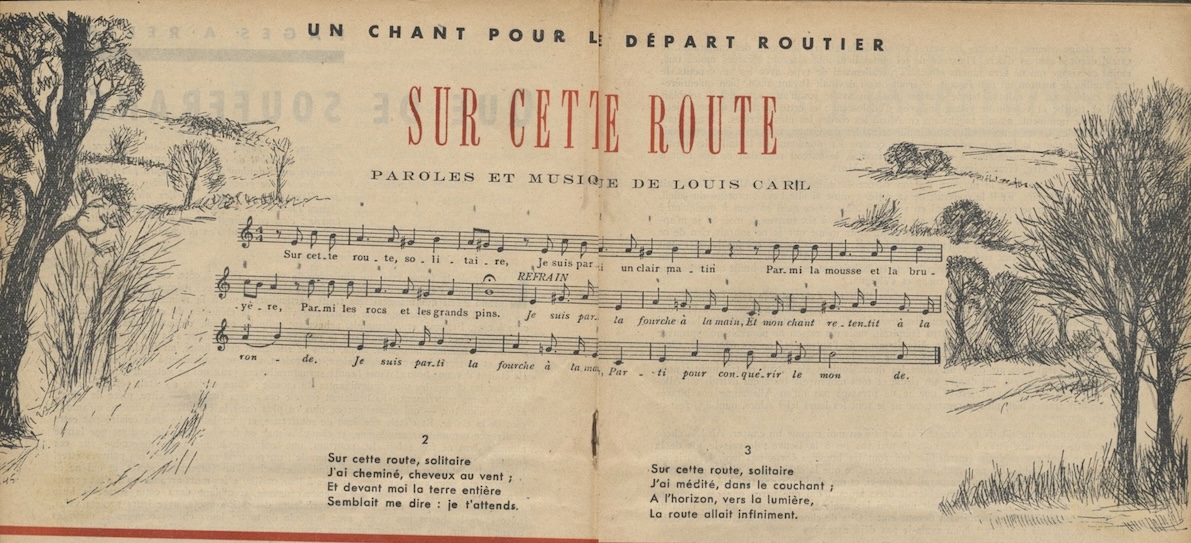 UN CHANT POUR LE DÉPART ROUTIER
SUR CETTE ROUTE
PAROLES ET MUSIQUE DE LOUIS CARIL
Sur cet-te rou-te, so-li-tai-re, Je suis par-ti un clair ma-tin Par-mi la mousse et la bru-
REFRAIN
yé-re, Par-mi les rocs et les grands pins. Je suis par- la fourche à la main, Et mon chant re-ten-tit à la
ron-de. Je suis par-ti la fourche à la main, Par-ti pour con-qué-rir le mon de.
2
Sur cette route, solitaire
J'ai cheminé, cheveux au vent ;
Et devant moi la terre entière
Semblait me dire : je t'attends.
3
Sur cette route, solitaire
J'ai médité, dans le couchant ;
A l'horizon, vers la lumière,
La route allait infiniment.